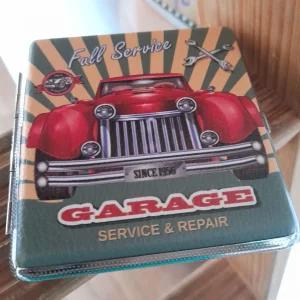 Full Service
SINCE 1950
GARAGE
SERVICE & REPAIR